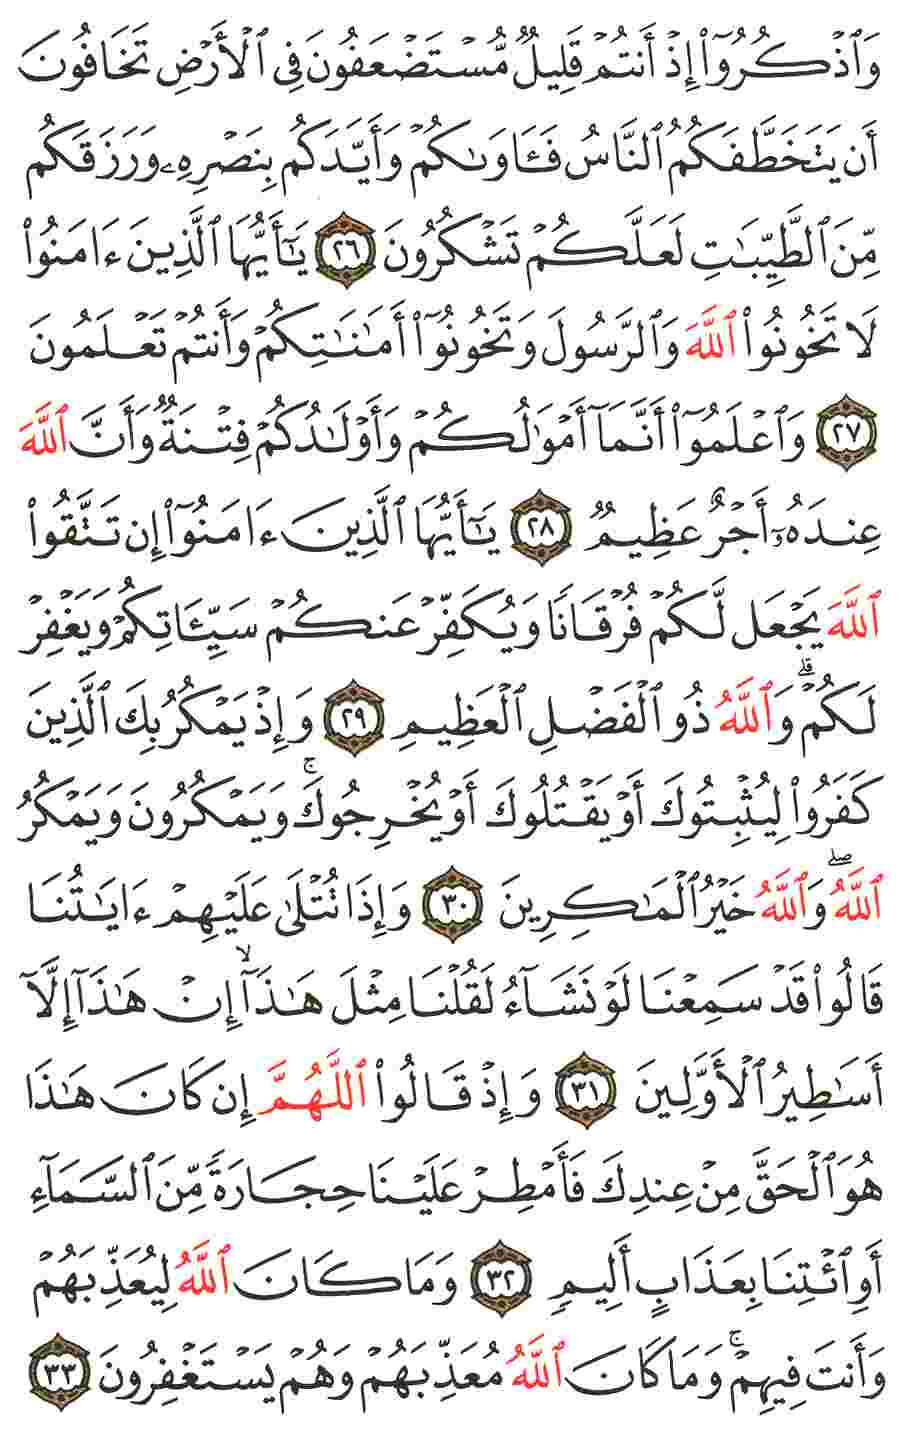 وَٱذۡكُرُوٓاْ إِذۡ أَنتُمۡ قَلِيلٞ مُّسۡتَضۡعَفُونَ فِي ٱلۡأَرۡضِ تَخَافُونَ
أَن يَتَخَطَّفَكُمُ ٱلنَّاسُ فَـَٔاوَىٰكُمۡ وَأَيَّدَكُم بِنَصۡرِهِۦ وَرَزَقَكُم
مِّنَ ٱلطَّيِّبَٰتِ لَعَلَّكُمۡ تَشۡكُرُونَ ٢٦ يَٰٓأَيُّهَا ٱلَّذِينَ ءَامَنُواْ
لَا تَخُونُواْ ٱللَّهَ وَٱلرَّسُولَ وَتَخُونُوٓاْ أَمَٰنَٰتِكُمۡ وَأَنتُمۡ تَعۡلَمُونَ
٢٧ وَٱعۡلَمُوٓاْ أَنَّمَآ أَمۡوَٰلُكُمۡ وَأَوۡلَٰدُكُمۡ فِتۡنَةٞ وَأَنَّ ٱللَّهَ
عِندَهُۥٓ أَجۡرٌ عَظِيمٞ ٢٨ يَٰٓأَيُّهَا ٱلَّذِينَ ءَامَنُوٓاْ إِن تَتَّقُواْ
ٱللَّهَ يَجۡعَل لَّكُمۡ فُرۡقَانٗا وَيُكَفِّرۡ عَنكُمۡ سَيِّـَٔاتِكُمۡ وَيَغۡفِرۡ
لَكُمۡۗ وَٱللَّهُ ذُو ٱلۡفَضۡلِ ٱلۡعَظِيمِ ٢٩ وَإِذۡ يَمۡكُرُ بِكَ ٱلَّذِينَ
كَفَرُواْ لِيُثۡبِتُوكَ أَوۡ يَقۡتُلُوكَ أَوۡ يُخۡرِجُوكَۚ وَيَمۡكُرُونَ وَيَمۡكُرُ
ٱللَّهُۖ وَٱللَّهُ خَيۡرُ ٱلۡمَٰكِرِينَ ٣٠ وَإِذَا تُتۡلَىٰ عَلَيۡهِمۡ ءَايَٰتُنَا
قَالُواْ قَدۡ سَمِعۡنَا لَوۡ نَشَآءُ لَقُلۡنَا مِثۡلَ هَٰذَآۙ إِنۡ هَٰذَآ إِلَّآ
أَسَٰطِيرُ ٱلۡأَوَّلِينَ ٣١ وَإِذۡ قَالُواْ ٱللَّهُمَّ إِن كَانَ هَٰذَا
هُوَ ٱلۡحَقَّ مِنۡ عِندِكَ فَأَمۡطِرۡ عَلَيۡنَا حِجَارَةٗ مِّنَ ٱلسَّمَآءِ
أَوِ ٱئۡتِنَا بِعَذَابٍ أَلِيمٖ ٣٢ وَمَا كَانَ ٱللَّهُ لِيُعَذِّبَهُمۡ
وَأَنتَ فِيهِمۡۚ وَمَا كَانَ ٱللَّهُ مُعَذِّبَهُمۡ وَهُمۡ يَسۡتَغۡفِرُونَ ٣٣